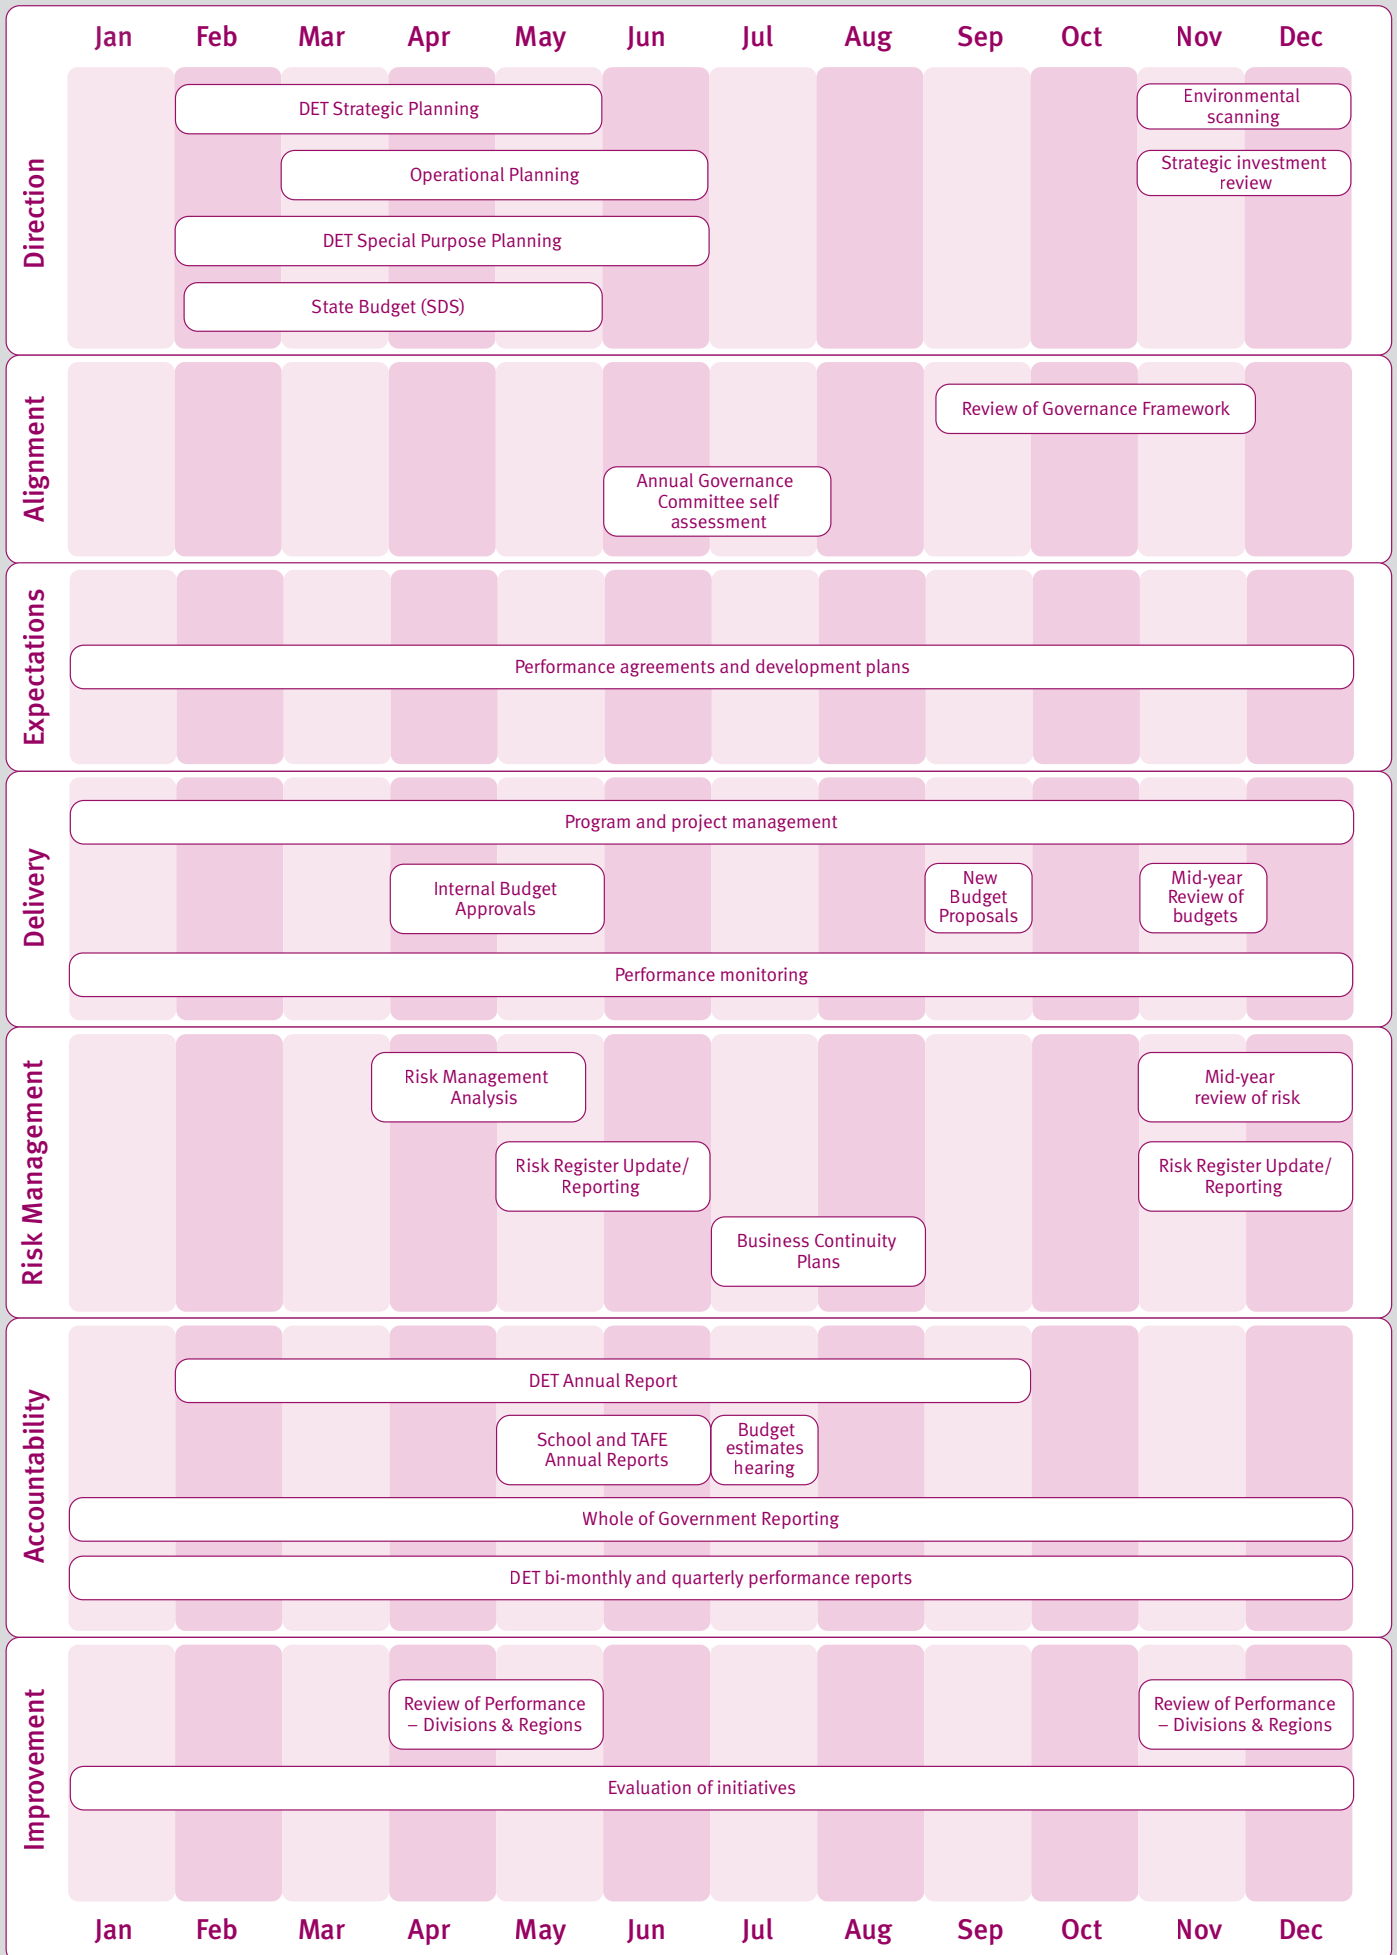 Jan Feb Mar Apr May Jun Jul Aug Sep Oct Nov Dec
Direction
DET Strategic Planning
Environmental
scanning
Operational Planning
Strategic investment
review
DET Special Purpose Planning
State Budget (SDS)
Alignment
Review of Governance Framework
Annual Governance
Committee self
assessment
Expectations
Performance agreements and development plans
Delivery
Program and project management
Internal Budget
Approvals
New
Budget
Proposals
Mid-year
Review of
budgets
Performance monitoring
Risk Management
Risk Management
Analysis
Mid-year
review of risk
Risk Register Update/
Reporting
Risk Register Update/
Reporting
Business Continuity
Plans
Accountability
DET Annual Report
School and TAFE
Annual Reports
Budget
estimates
hearing
Whole of Government Reporting
DET bi-monthly and quarterly performance reports
Improvement
Review of Performance
– Divisions & Regions
Review of Performance
– Divisions & Regions
Evaluation of initiatives
Jan Feb Mar Apr May Jun Jul Aug Sep Oct Nov Dec